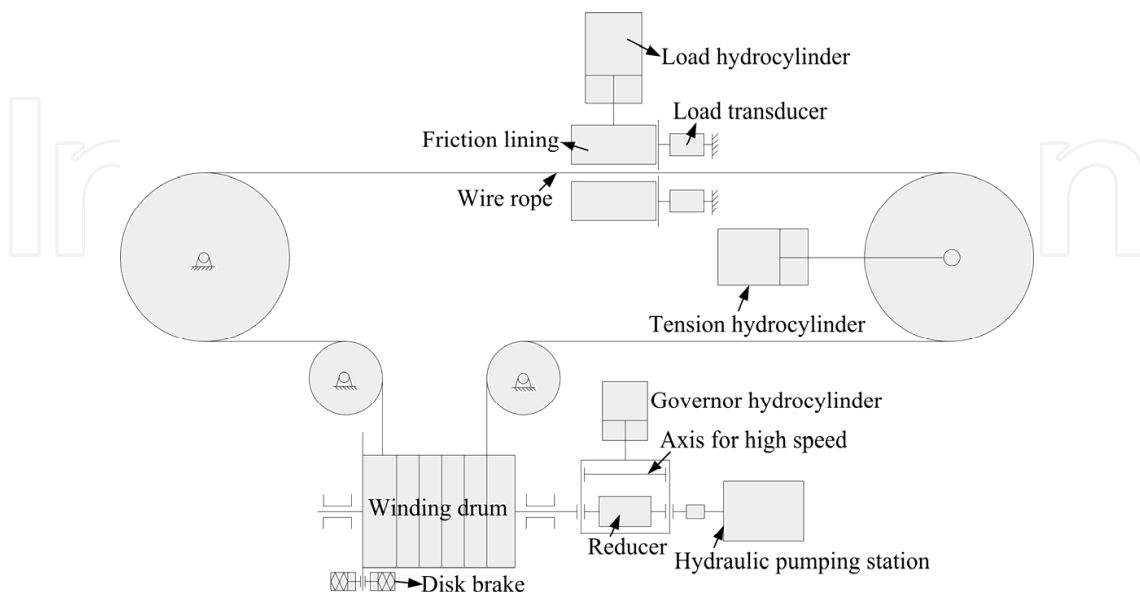 Load hydrocylinder
Load transducer
Friction lining
Wire rope
Tension hydrocylinder
Governor hydrocylinder
Axis for high speed
Winding drum
Reducer
Hydraulic pumping station
Disk brake